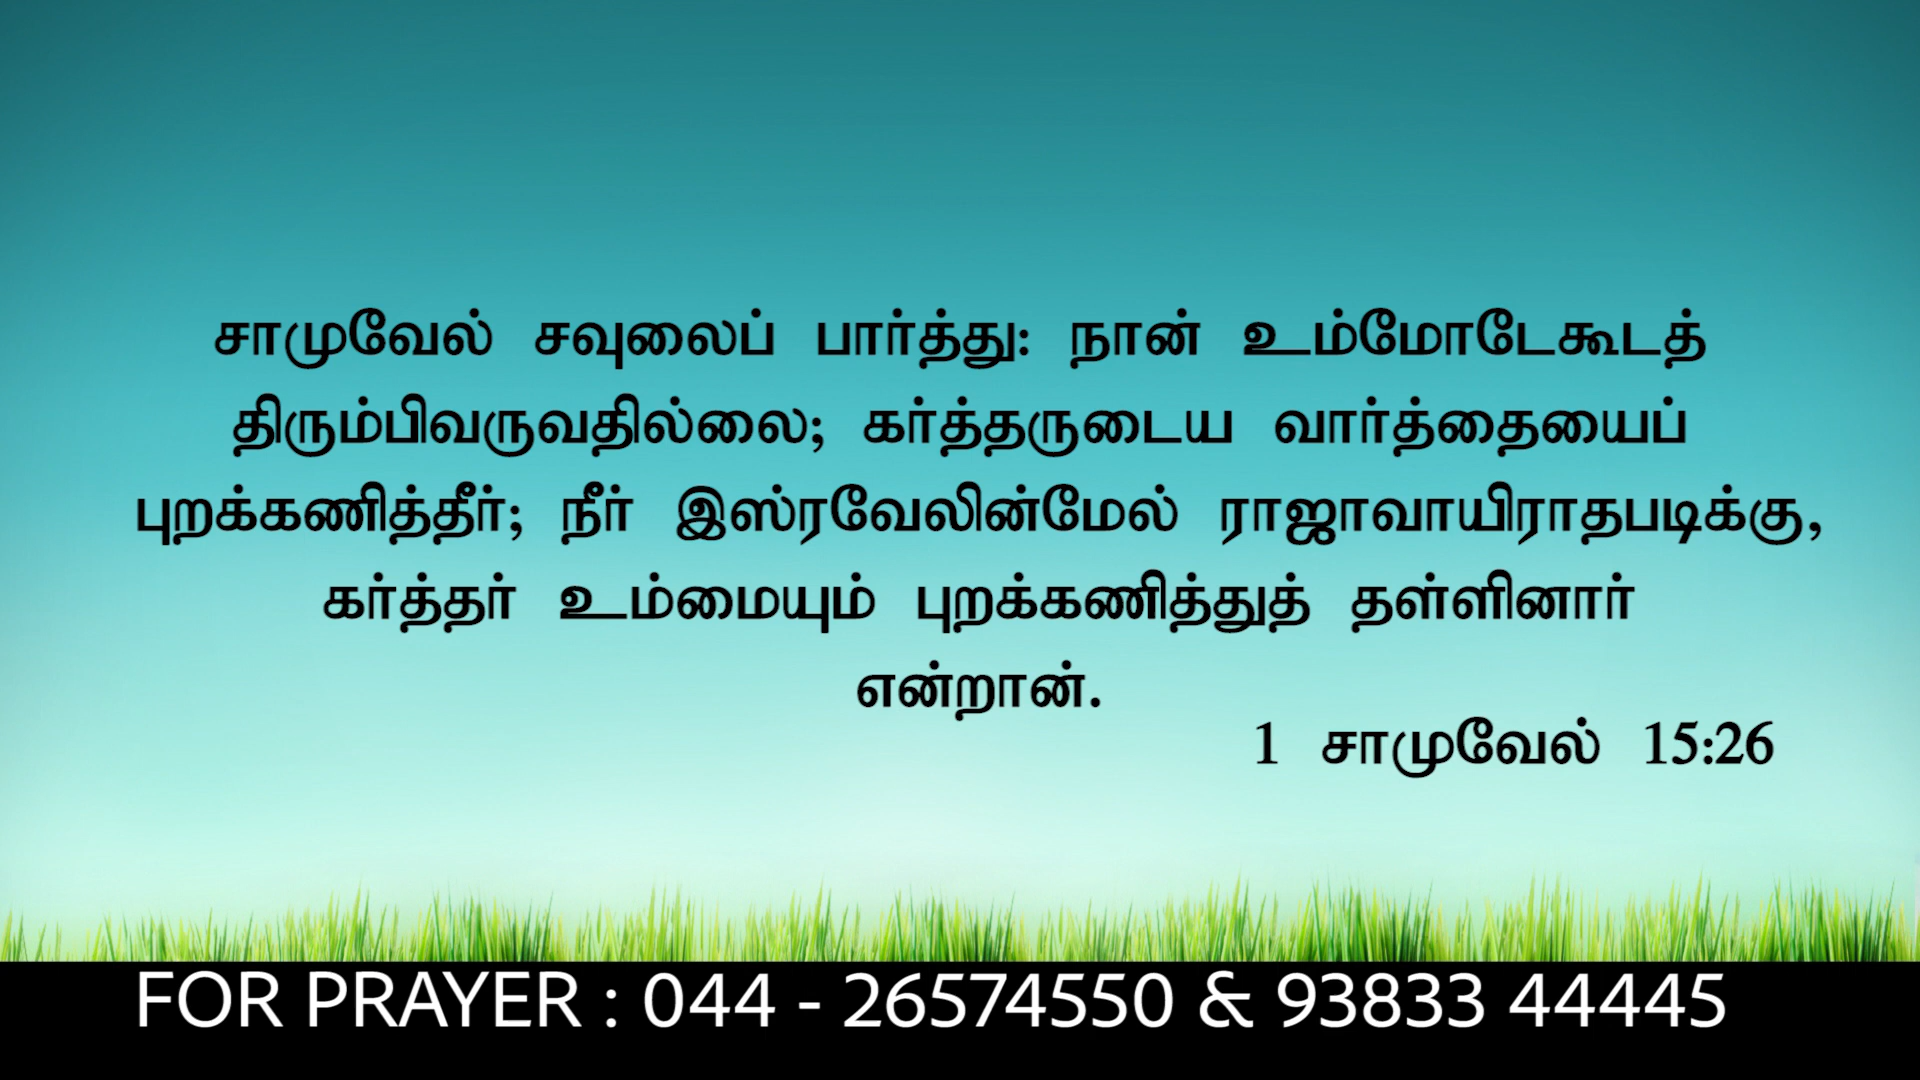 சாமுவேல் சவுலைப் பார்த்து: நான் உம்மோடேகூடத்
திரும்பிவருவதில்லை; கர்த்தருடைய வார்த்தையைப்
புறக்கணித்தீர்; நீர் இஸ்ரவேலின்மேல் ராஜாவாயிராதபடிக்கு,
கர்த்தர் உம்மையும் புறக்கணித்துத் தள்ளினார்
என்றான்.
1 சாமுவேல் 15:26
FOR PRAYER : 044 - 26574550 & 93833 44445